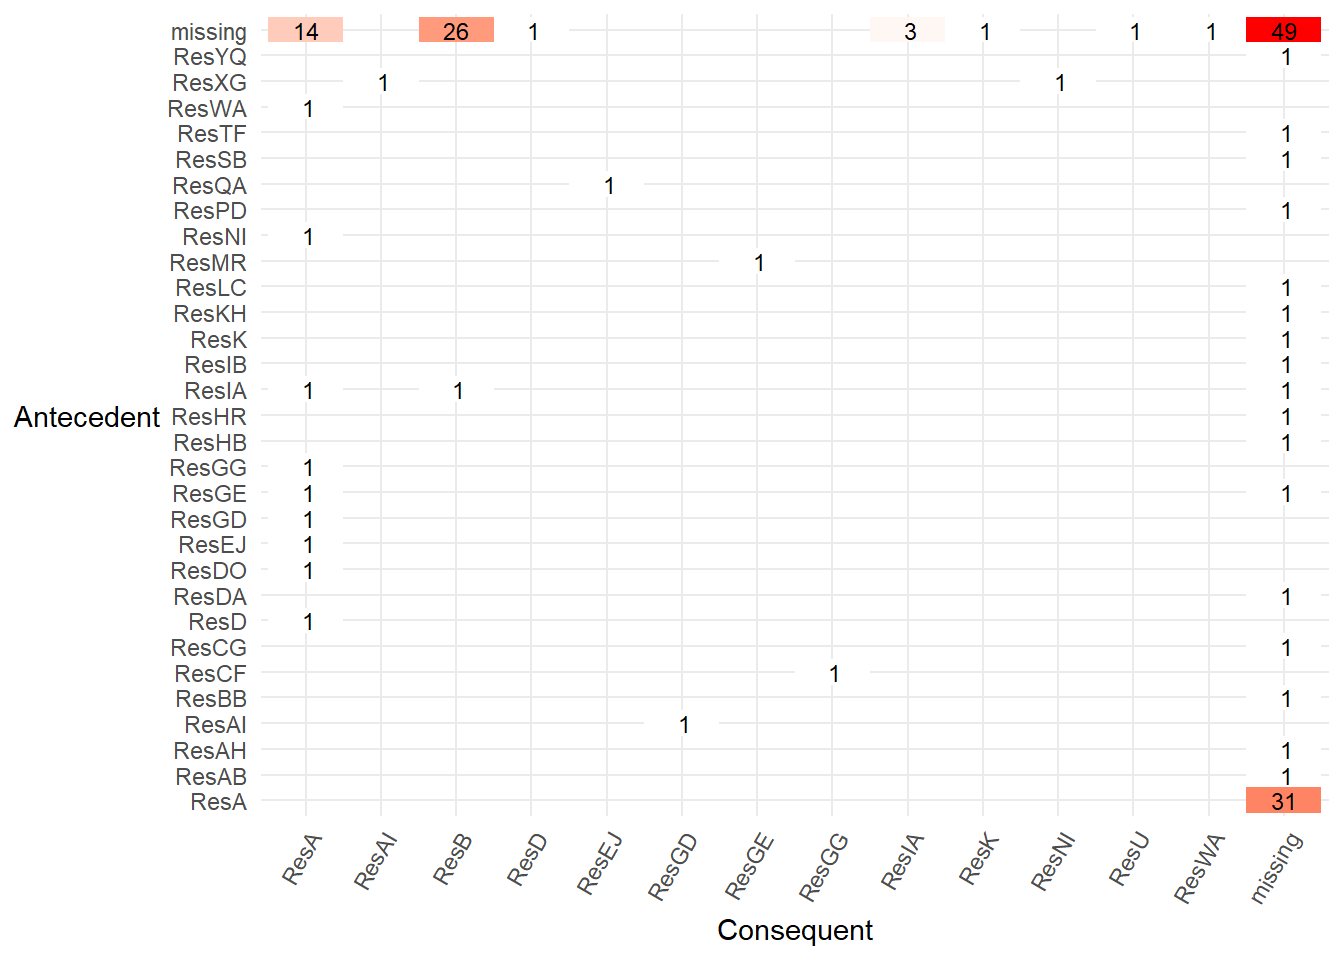 missing 14 26 1 3 1 1 1 49
ResYQ 1
ResXG 1 1
ResWA 1
ResTF 1
ResSB 1
ResQA 1
ResPD 1
ResNI 1
ResMR 1
ResLC 1
ResKH 1
ResK 1
ResIB 1
ResIA 1 1 1
Antecedent
ResHR 1
ResHB 1
ResGG 1
ResGE 1 1
ResGD 1
ResEJ 1
ResDO 1
ResDA 1
ResD 1
ResCG 1
ResCF 1
ResBB 1
ResAI 1
ResAH 1
ResAB 1
ResA 31
ResA ResAI ResB ResD ResEJ ResGD ResGE ResGG ResIA ResK ResNI ResU ResWA missing
Consequent